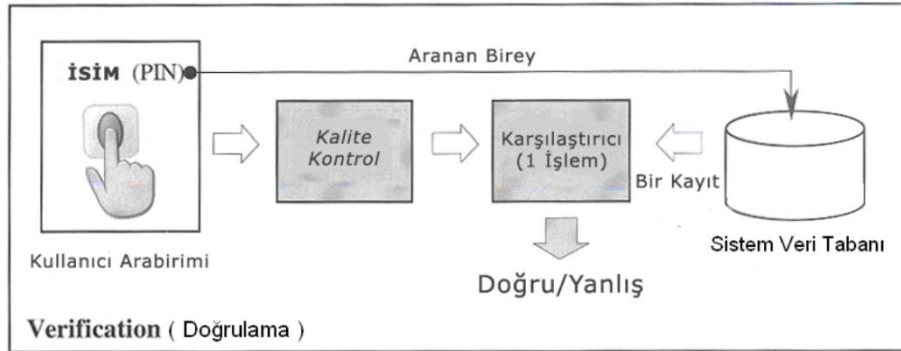 Aranan Birey
İSİM (PIN)
Kalite
Kontrol
Karşılaştırıcı
(1 İşlem)
Bir Kayıt
Kullanıcı Arabirimi
Sistem Veri Tabanı
Doğru/Yanlış
Verification ( Doğrulama )